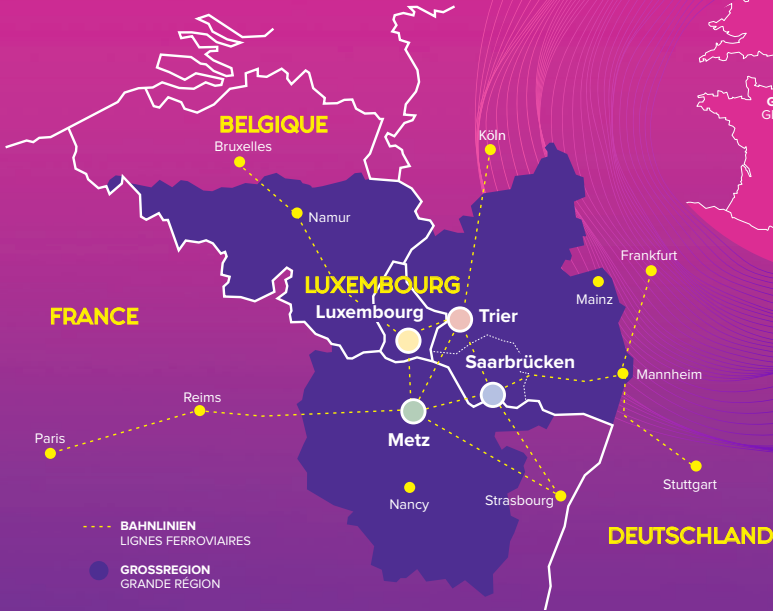 BELGIQUE
Bruxelles
Köln
Namur
Frankfurt
LUXEMBOURG
Mainz
FRANCE
Luxembourg
Trier
Saarbrücken
Mannheim
Reims
Paris
Metz
Stuttgart
Nancy
Strasbourg
BAHNLINIEN
LIGNES FERROVIAIRES
DEUTSCHLAND
GROSSREGION
GRANDE RÉGION